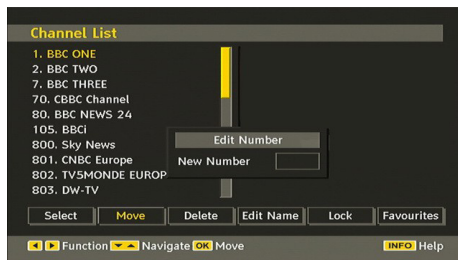 Channel List
1. BBC ONE
2. BBC TWO
7. BBC THREE
70. CBBC Channel
80. BBC NEWS 24
105. BBCi
800. Sky News
801. CNBC Europe
802. TV5MONDE EUROP
803. DW-TV
Edit Number
New Number
Select Move Delete Edit Name Lock Favourites
Function Navigate OK Move INFO Help